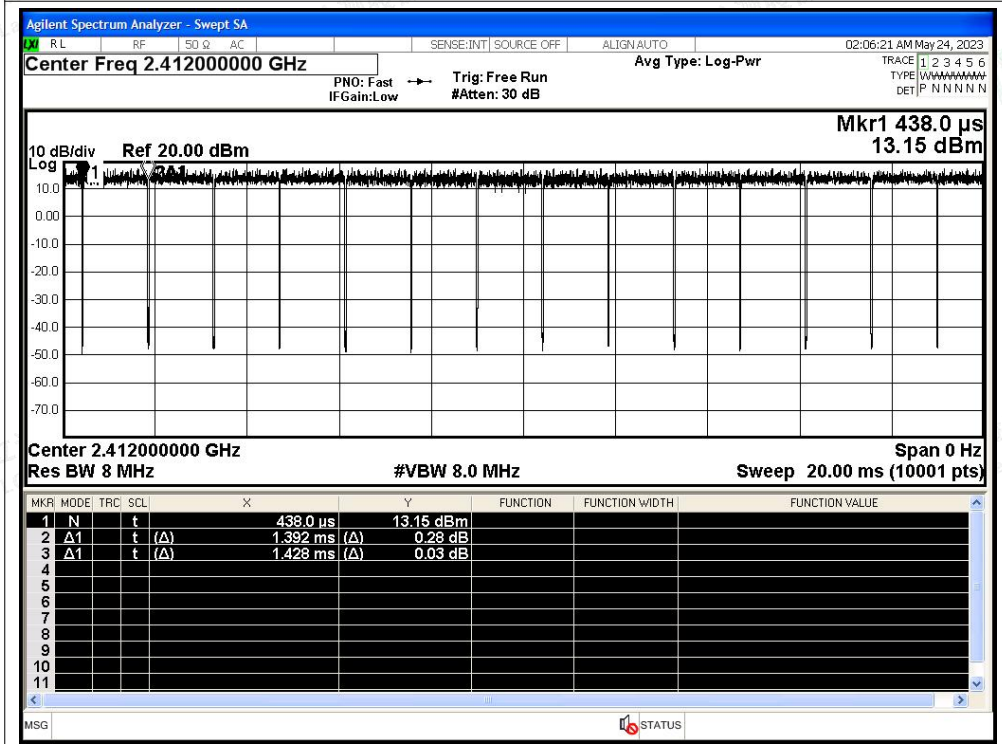 Agilent Spectrum Analyzer - Swept SA
LXI RL RF 50 Ω AC SENSE:INT SOURCE OFF ALIGN AUTO 02:06:21 AM May 24, 2023
Center Freq 2.412000000 GHz Avg Type: Log-Pwr TRACE 1 2 3 4 5 6
PNO: Fast Trig: Free Run TYPE
IFGain:Low #Atten: 30 dB DET P N N N N N
Mkr1 438.0 µs
10 dB/div Ref 20.00 dBm 13.15 dBm
Log
1 3Δ1
10.0
0.00
-10.0
-20.0
-30.0
-40.0
-50.0
-60.0
-70.0
Center 2.412000000 GHz Span 0 Hz
Res BW 8 MHz #VBW 8.0 MHz Sweep 20.00 ms (10001 pts)
MKR MODE TRC SCL X Y FUNCTION FUNCTION WIDTH FUNCTION VALUE
1 N t 438.0 µs 13.15 dBm
2 Δ1 t (Δ) 1.392 ms (Δ) 0.28 dB
3 Δ1 t (Δ) 1.428 ms (Δ) 0.03 dB
4
5
6
7
8
9
10
11
MSG STATUS